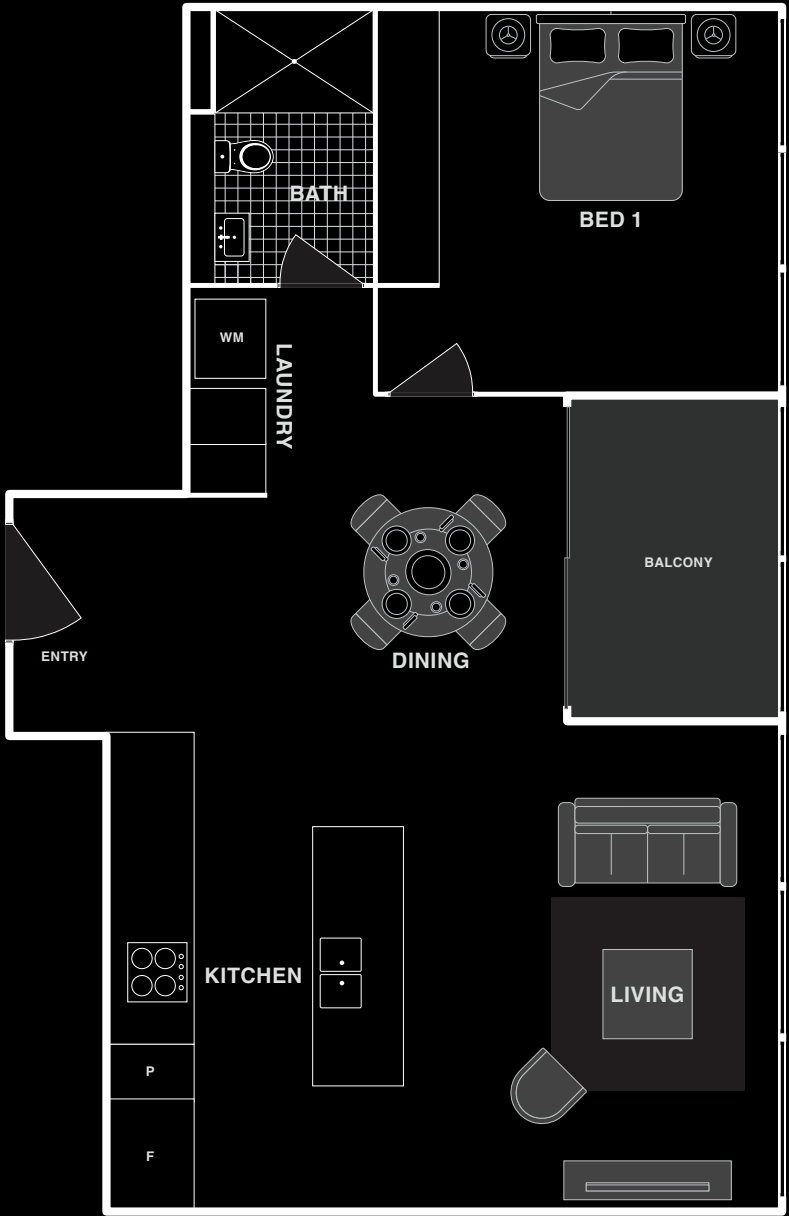 BATH
BED 1
WM
LAUNDRY
BALCONY
ENTRY
DINING
KITCHEN
LIVING
P
F